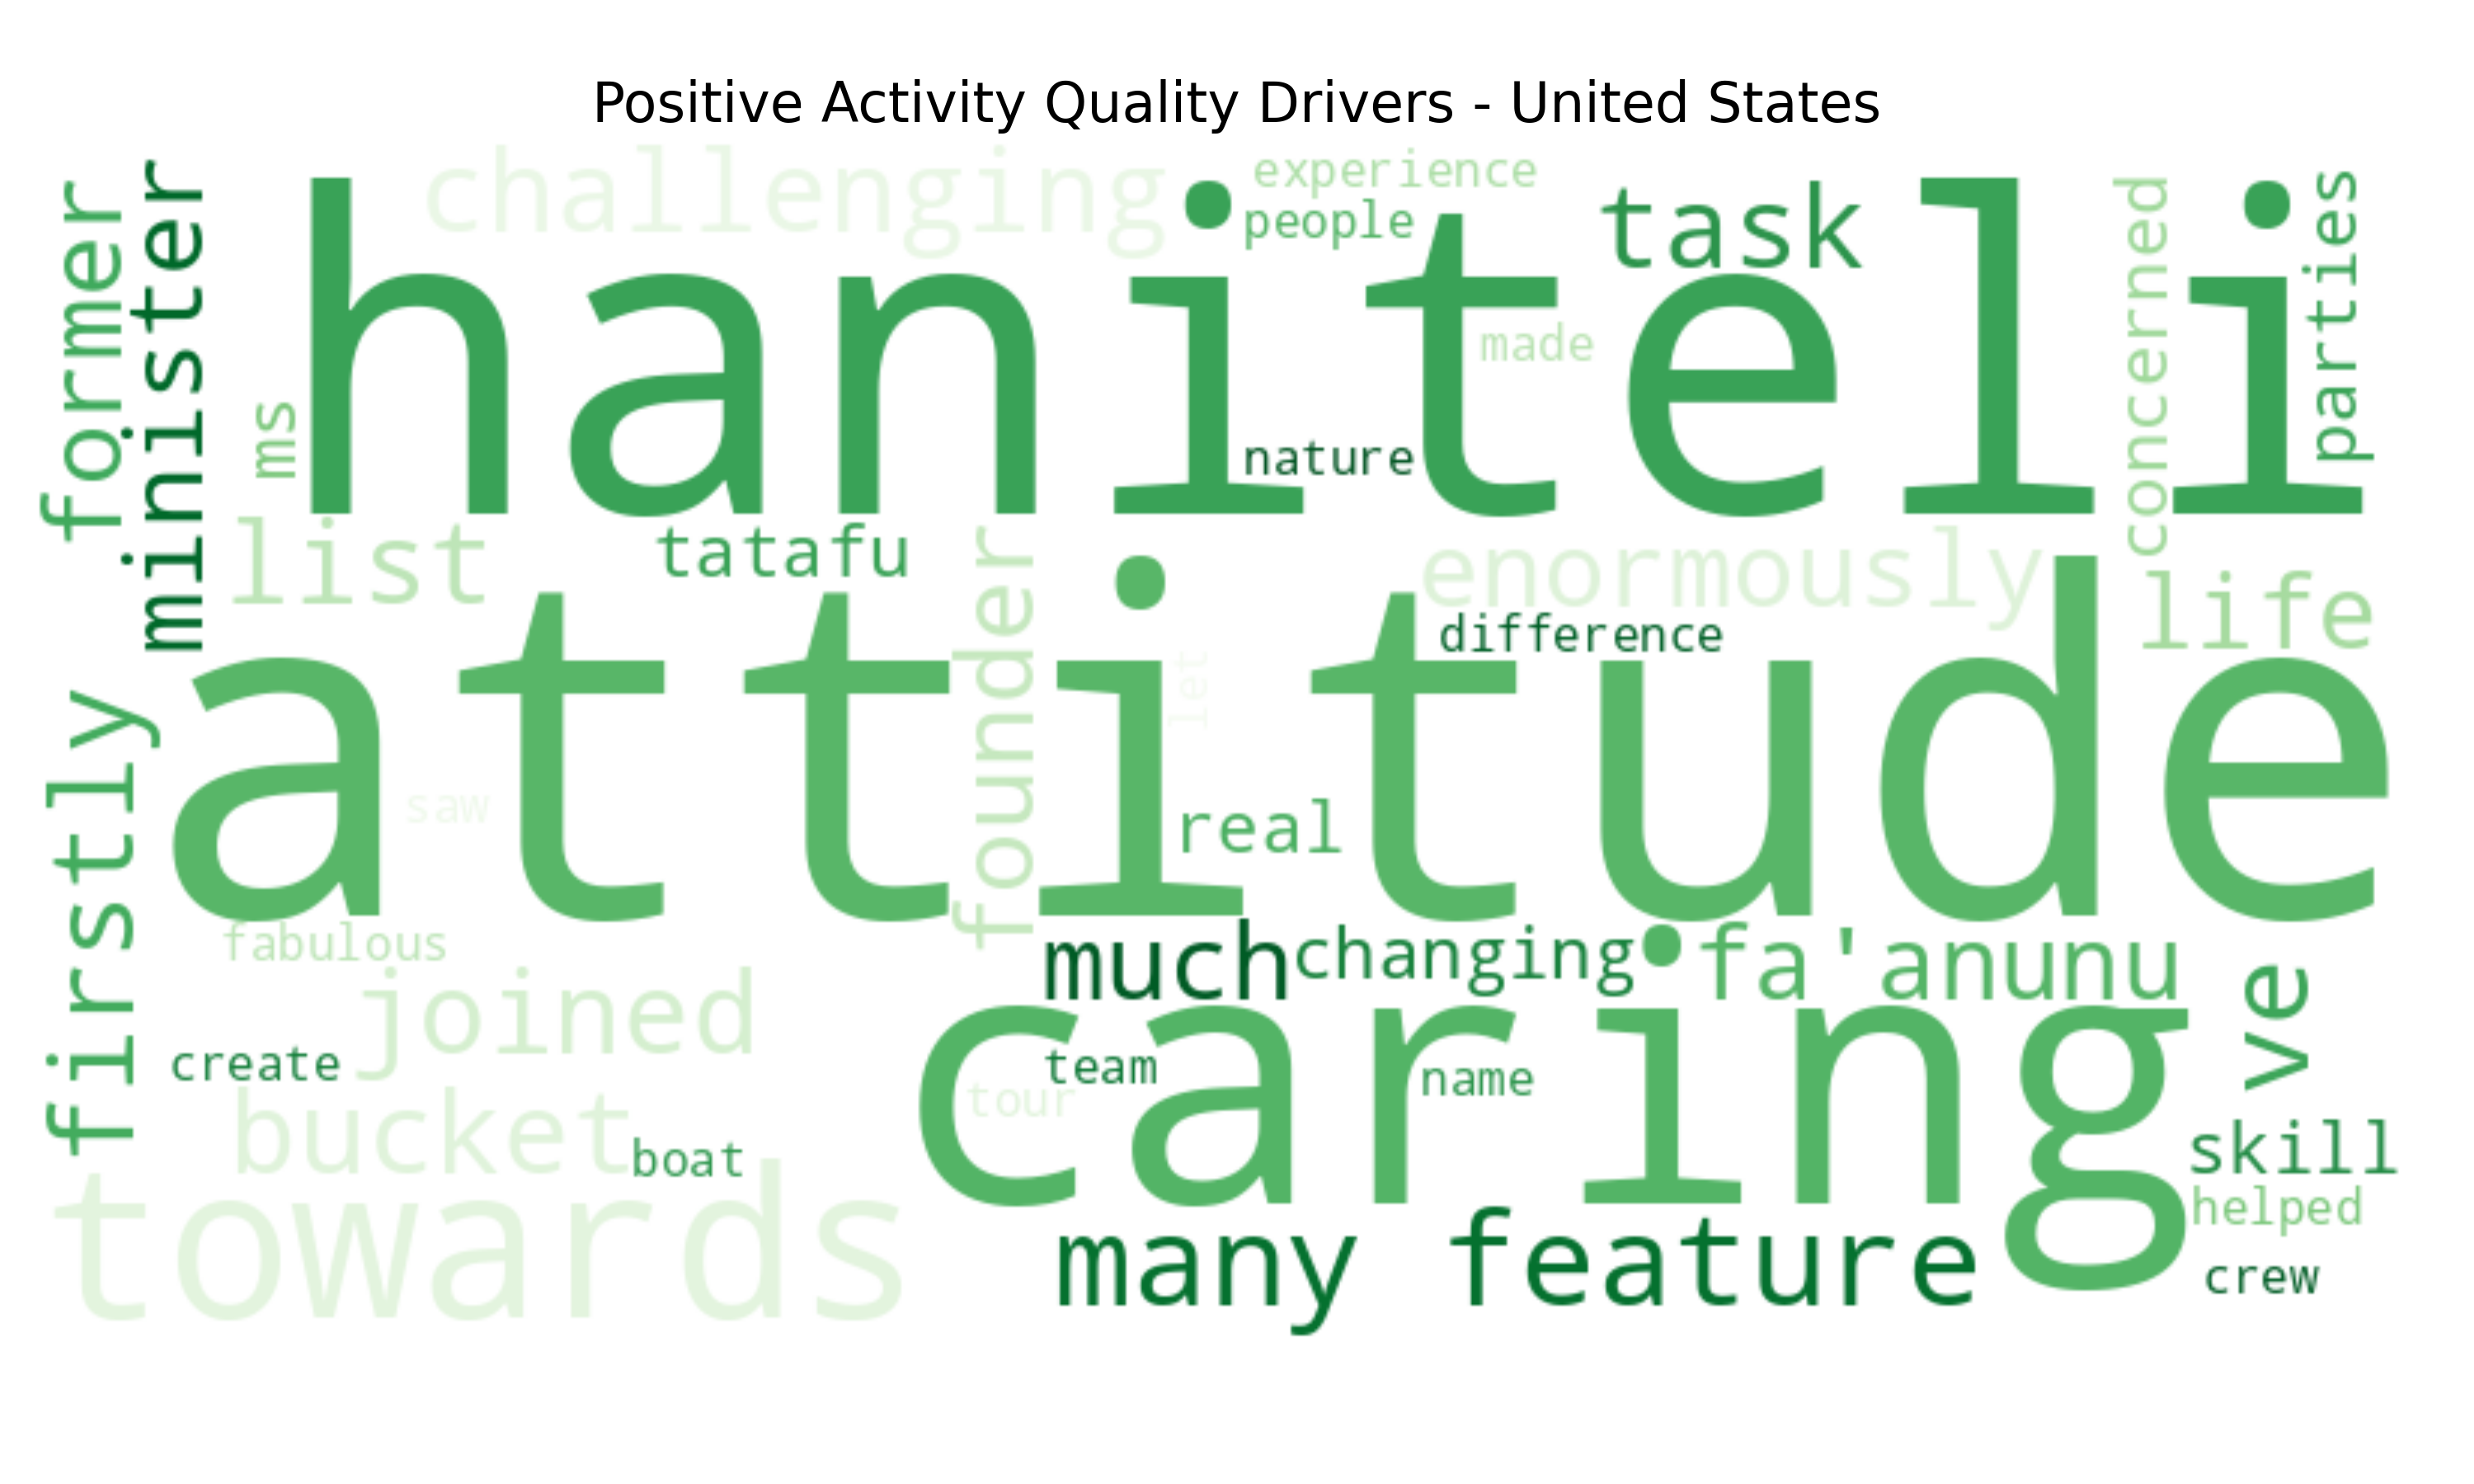 Positive Activity Quality Drivers - United States
challenging
experience
people
task
former
minister
ms
haniteli
made
nature
concerned
parties
list
tatafu
founder
enormously
difference
life
let
attitude
firstly
saw
real
fabulous
much
changing
fa'anunu
ve
joined
create
caring
team
tour
name
bucket
boat
skill
helped
towards
many feature
crew